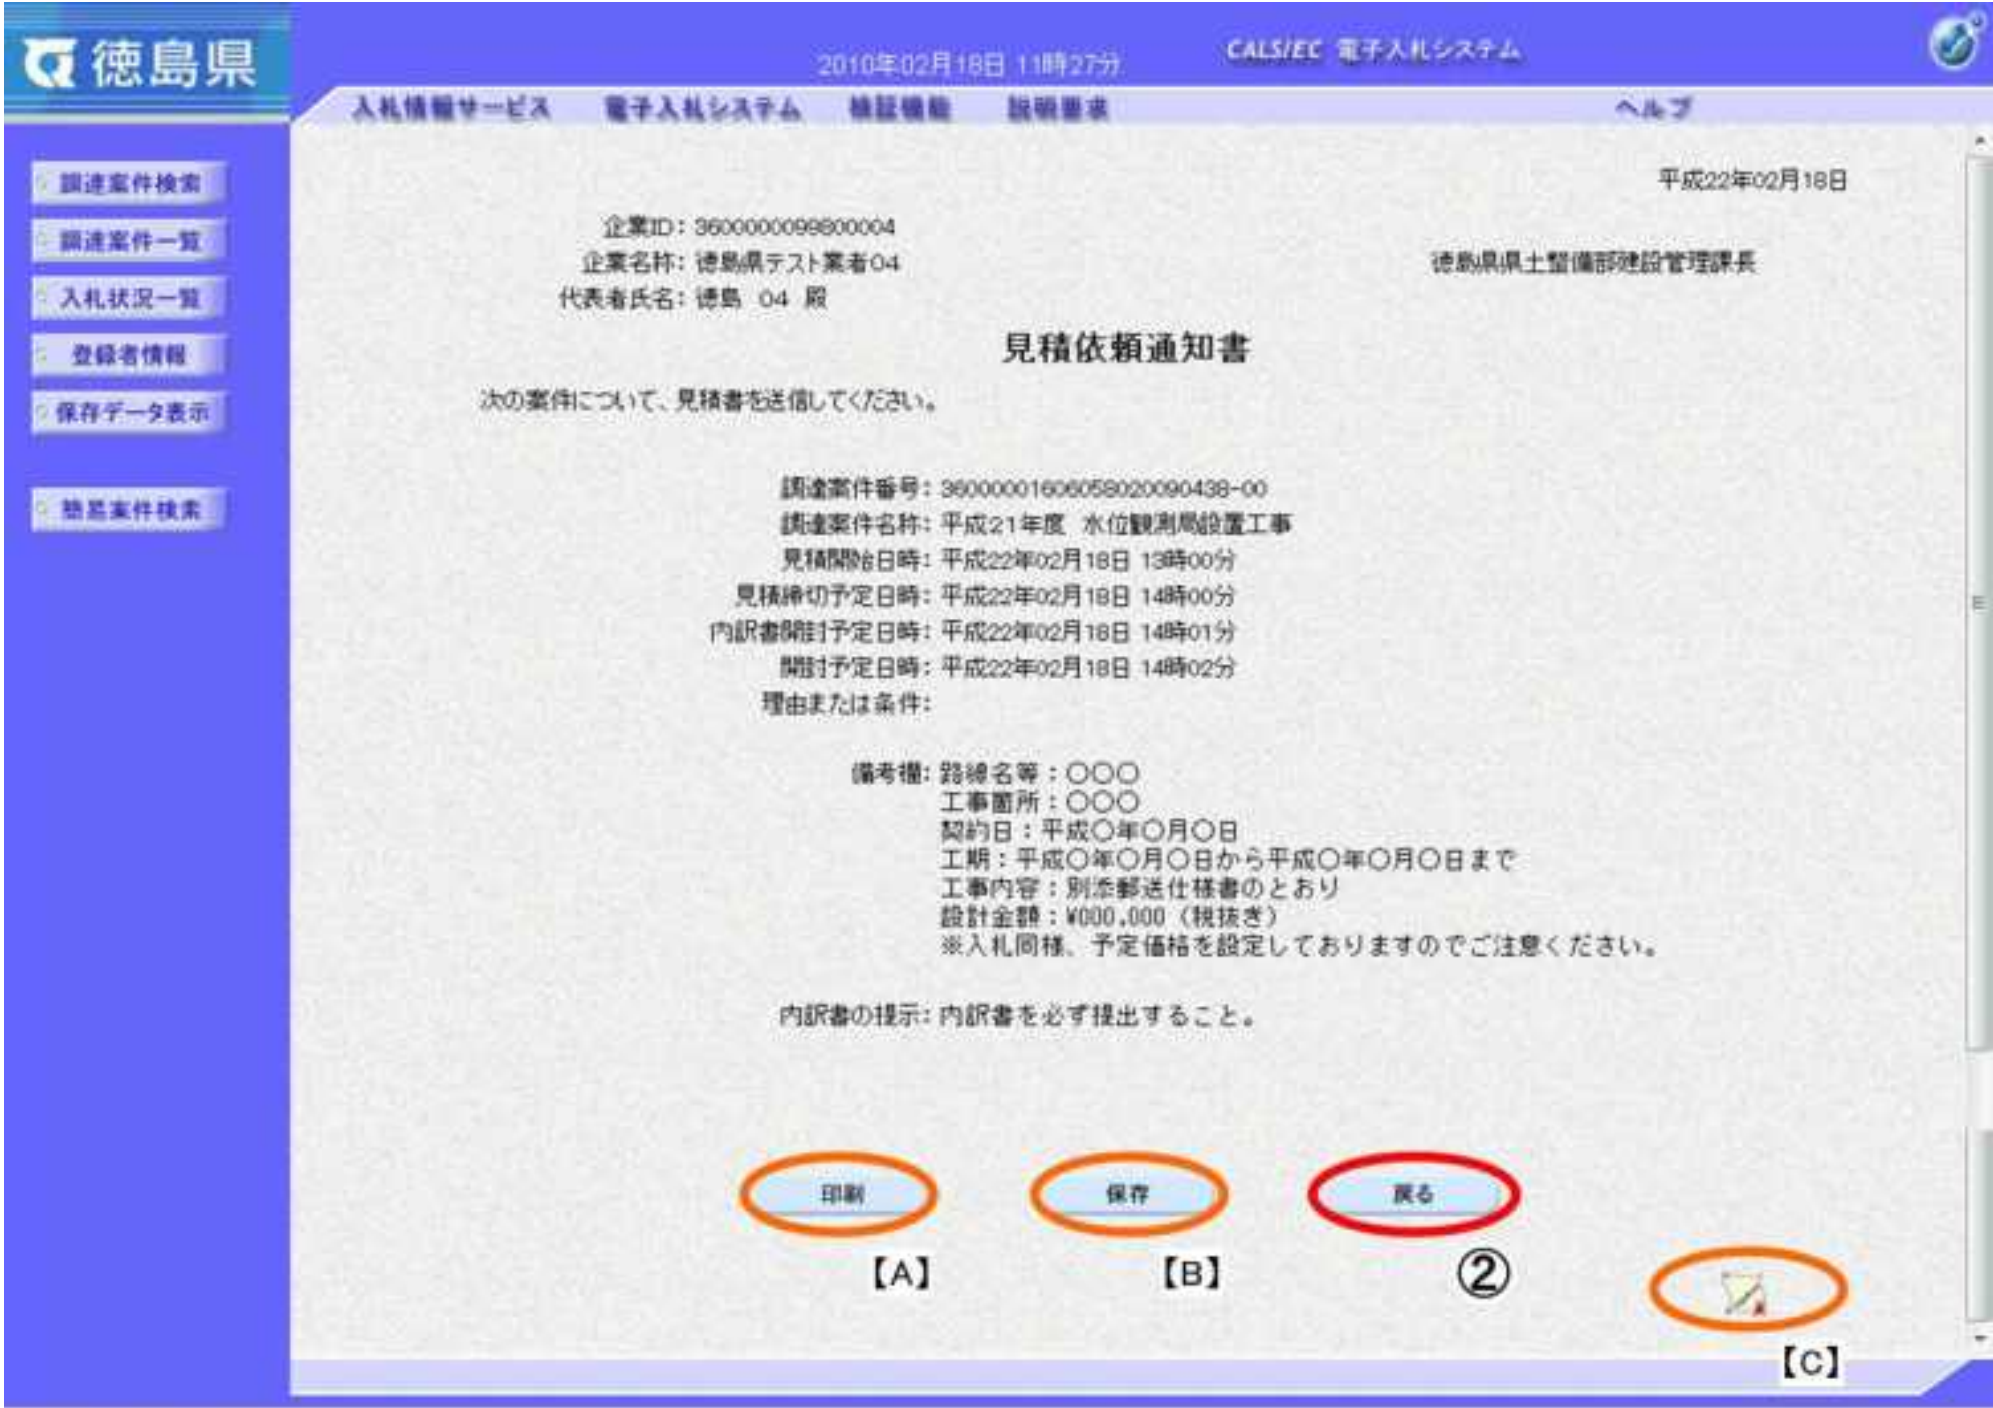 徳島県
2010年02月18日 11時27分
CALS/EC 電子入札システム
入札情報サービス 電子入札システム 検証機能 説明要求 ヘルプ
調達案件検索
調達案件一覧
入札状況一覧
登録者情報
保存データ表示
簡易案件検索
平成22年02月18日
企業ID：3600000099800004
企業名称：徳島県テスト業者04
徳島県県土整備部建設管理課長
代表者氏名：徳島 04 殿
見積依頼通知書
次の案件について、見積書を送信してください。
調達案件番号：36000001606058020090438-00
調達案件名称：平成21年度 水位観測局設置工事
見積開始日時：平成22年02月18日 13時00分
見積締切予定日時：平成22年02月18日 14時00分
内訳書開封予定日時：平成22年02月18日 14時01分
開封予定日時：平成22年02月18日 14時02分
理由または条件：
備考欄：路線名等：〇〇〇
工事箇所：〇〇〇
契約日：平成〇年〇月〇日
工期：平成〇年〇月〇日から平成〇年〇月〇日まで
工事内容：別添郵送仕様書のとおり
設計金額：¥000,000（税抜き）
※入札同様、予定価格を設定しておりますのでご注意ください。
内訳書の提示：内訳書を必ず提出すること。
印刷 保存 戻る
【A】 【B】 ②
【C】